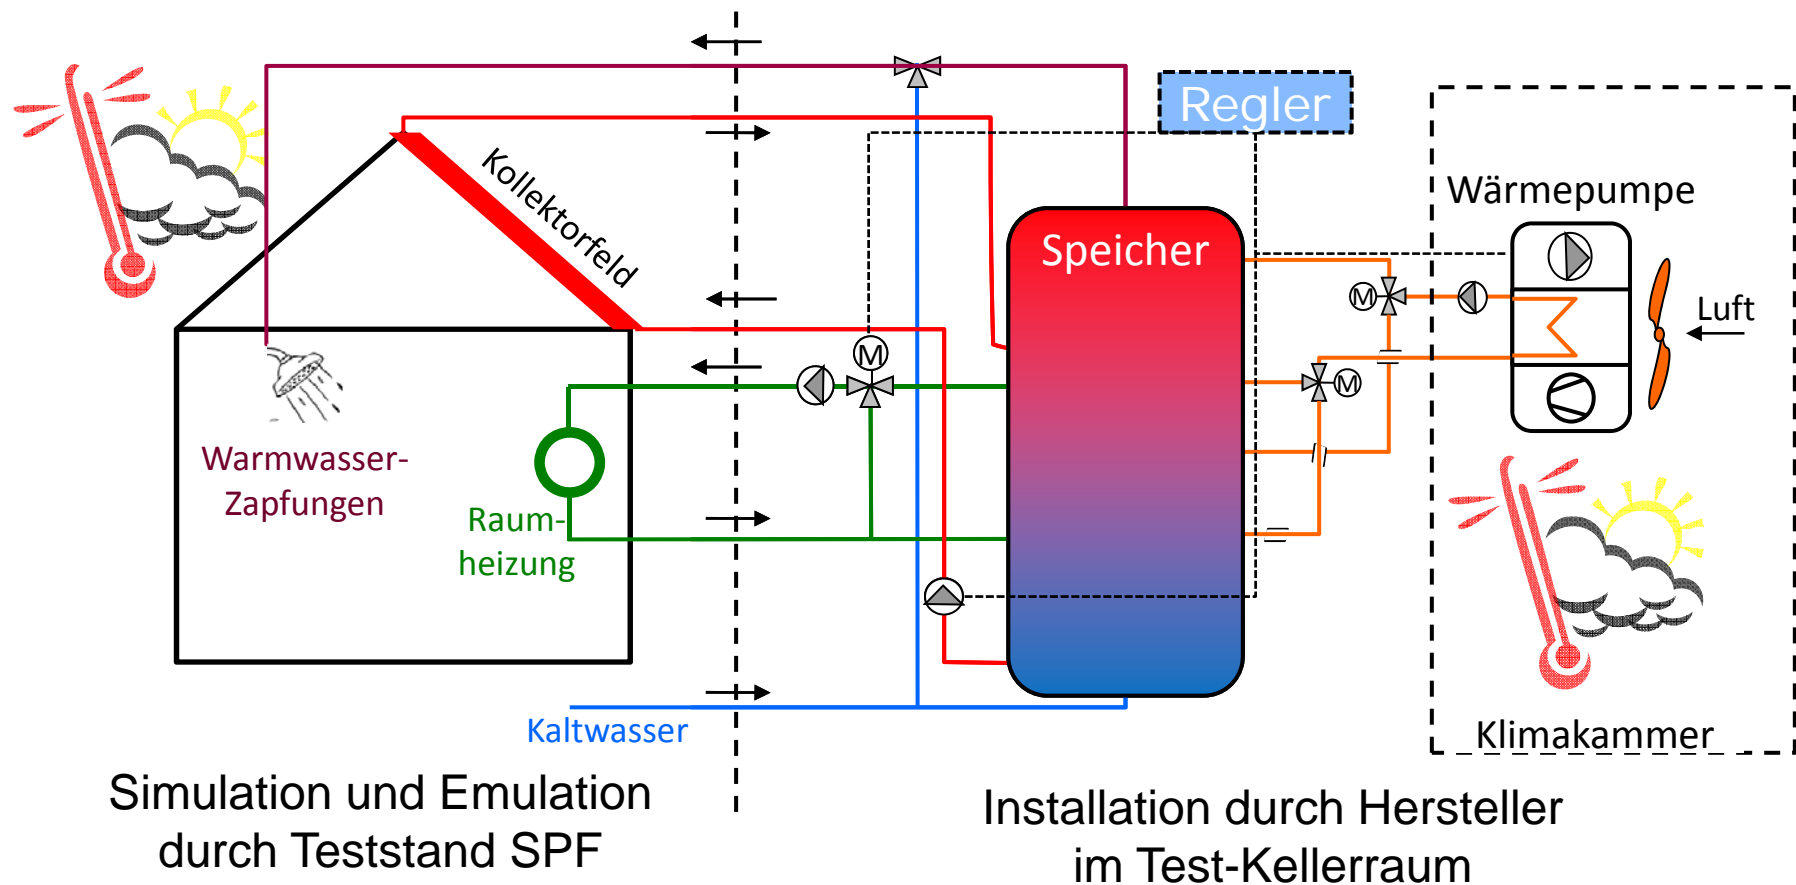 Regler
Kollektorfeld
Wärmepumpe
Speicher
M
Luft
M
M
Warmwasser-
Zapfungen
Raum-
heizung
Kaltwasser
Klimakammer
Simulation und Emulation
durch Teststand SPF
Installation durch Hersteller
im Test-Kellerraum